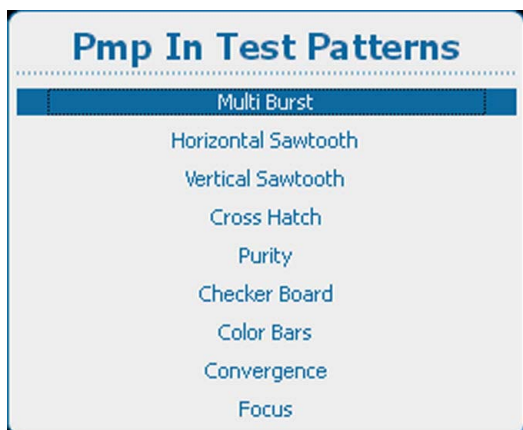 Pmp In Test Patterns
Multi Burst
Horizontal Sawtooth
Vertical Sawtooth
Cross Hatch
Purity
Checker Board
Color Bars
Convergence
Focus